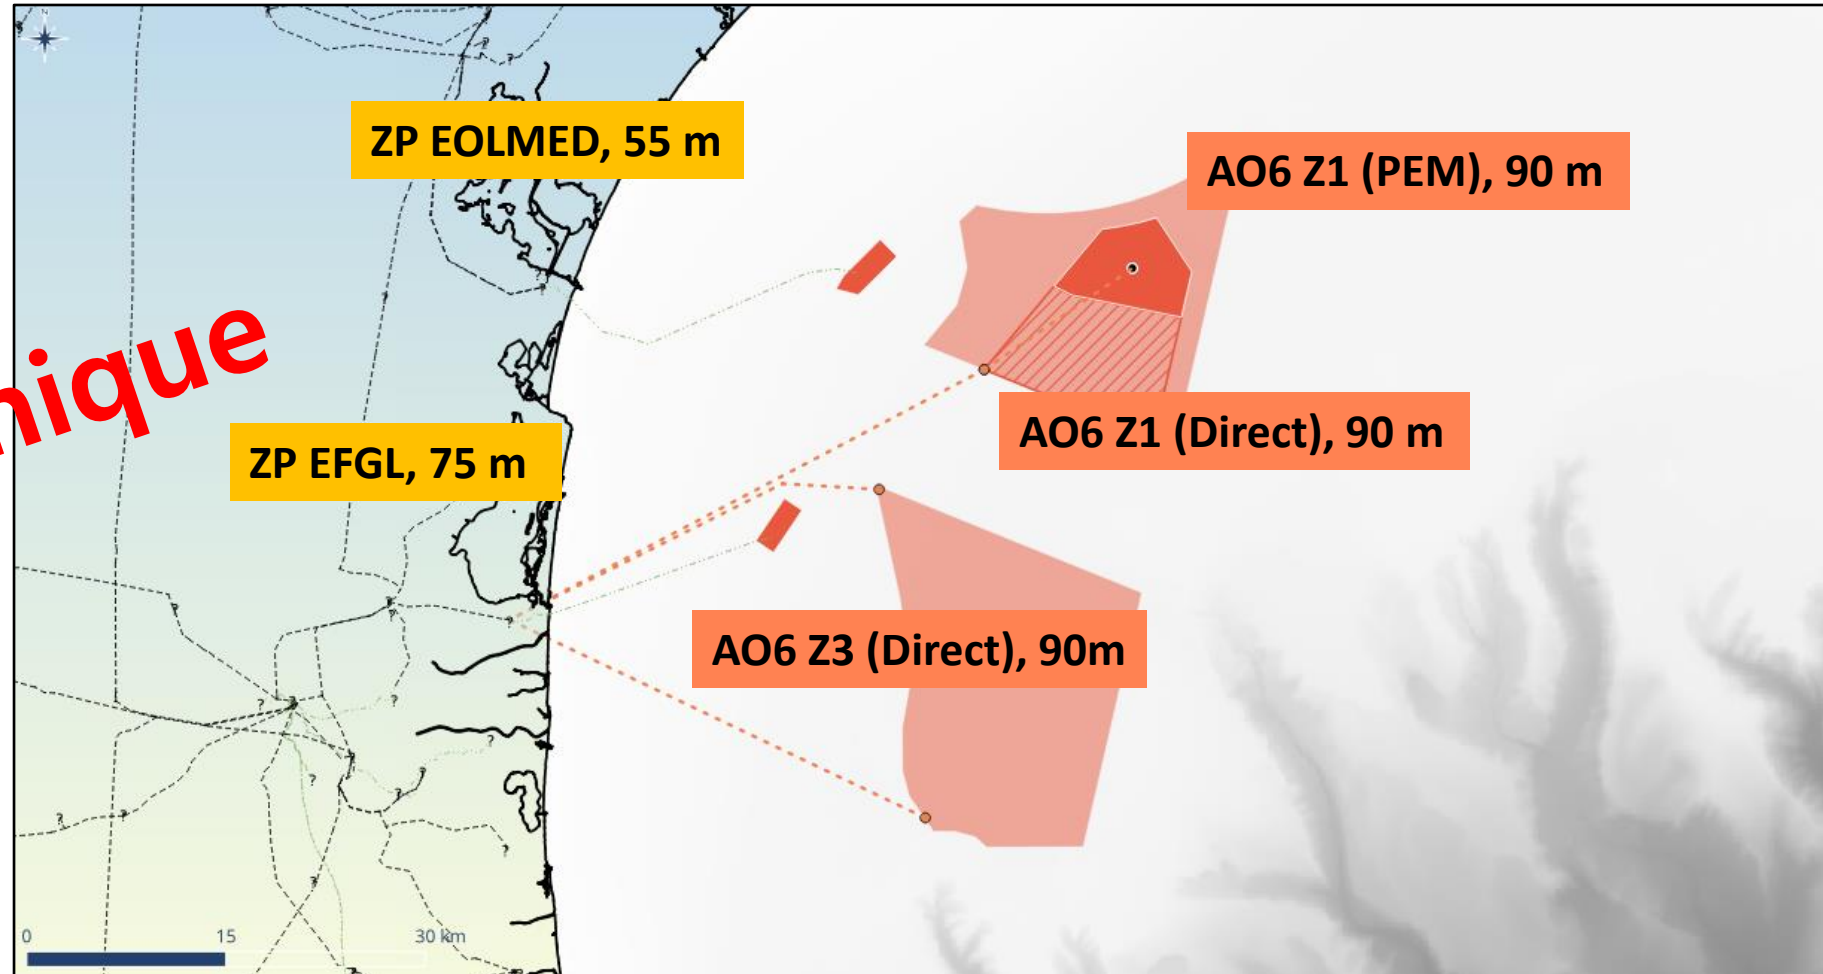 ZP EOLMED, 55 m
AO6 Z1 (PEM), 90 m
nique
AO6 Z1 (Direct), 90 m
ZP EFGL, 75 m
AO6 Z3 (Direct), 90m
0 15 30 km